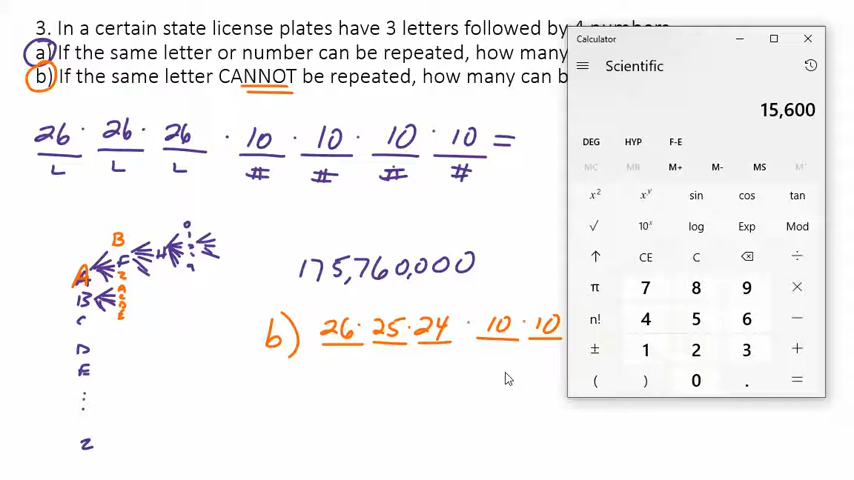 3. In a certain state license plates have 3 letters followed by 4 numbers
a) If the same letter or number can be repeated, how many
b) If the same letter CANNOT be repeated, how many can b
26 · 26 · 26 · 10 · 10 · 10 · 10 =
L L L # # # #
B
A
B
C
D
E
⋮
Z
175,760,000
b) 26 · 25 · 24 · 10 · 10
Calculator
Scientific
15,600
DEG HYP F-E
MC MR M+ M- MS M˅
x² xʸ sin cos tan
√ 10ˣ log Exp Mod
↑ CE C ⌫ ÷
π 7 8 9 ×
n! 4 5 6 −
± 1 2 3 +
( ) 0 . =